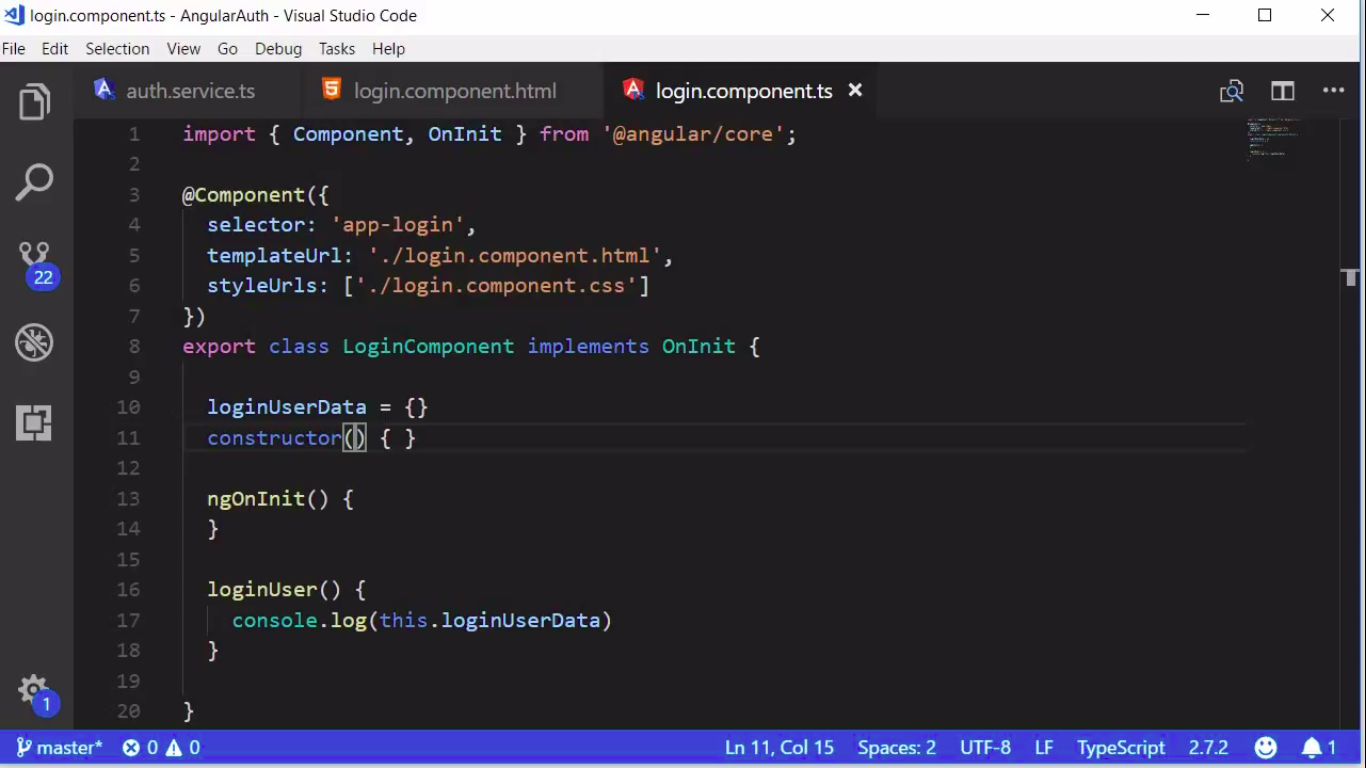 login.component.ts - AngularAuth - Visual Studio Code
File Edit Selection View Go Debug Tasks Help
auth.service.ts login.component.html login.component.ts
1 import { Component, OnInit } from '@angular/core';
2
3 @Component({
4 selector: 'app-login',
5 templateUrl: './login.component.html',
6 styleUrls: ['./login.component.css']
7 })
8 export class LoginComponent implements OnInit {
9
10 loginUserData = {}
11 constructor() { }
12
13 ngOnInit() {
14 }
15
16 loginUser() {
17 console.log(this.loginUserData)
18 }
19
20 }
22
1
master* 0 0 Ln 11, Col 15 Spaces: 2 UTF-8 LF TypeScript 2.7.2 1